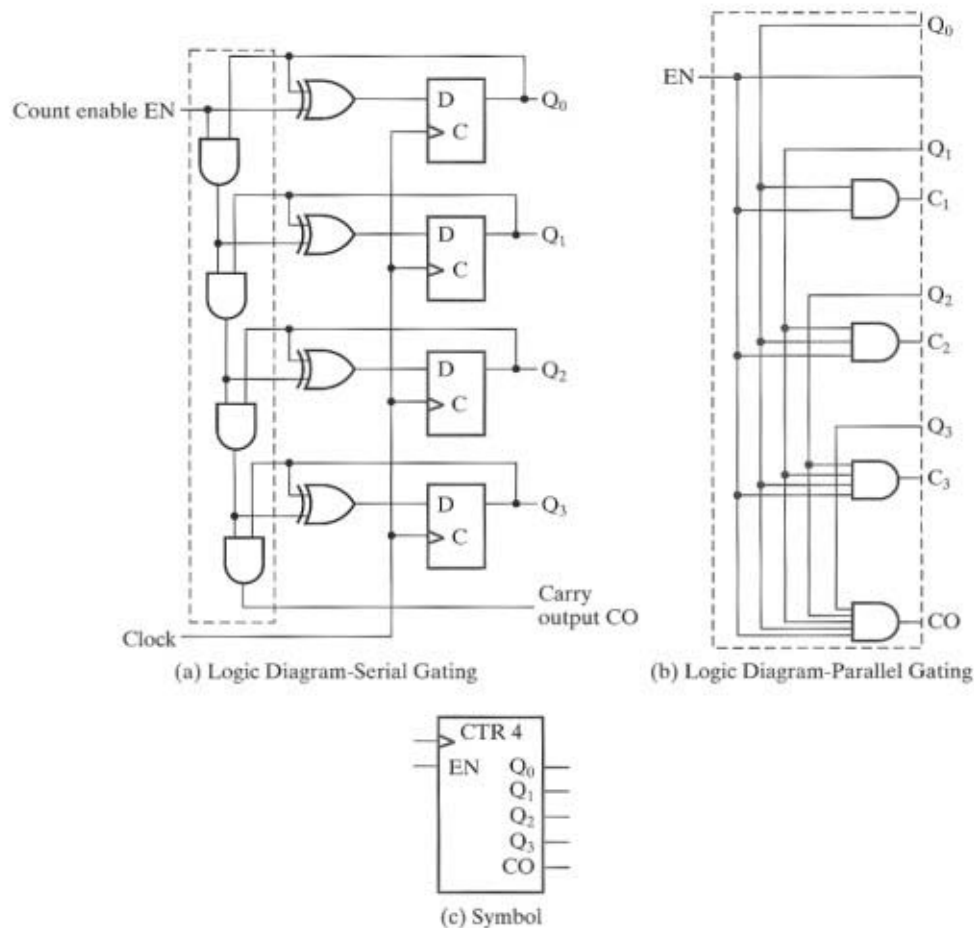 Count enable EN
D
C
Q0
D
C
Q1
D
C
Q2
D
C
Q3
Carry
output CO
Clock
(a) Logic Diagram-Serial Gating
Q0
EN
Q1
C1
Q2
C2
Q3
C3
CO
(b) Logic Diagram-Parallel Gating
CTR 4
EN
Q0
Q1
Q2
Q3
CO
(c) Symbol